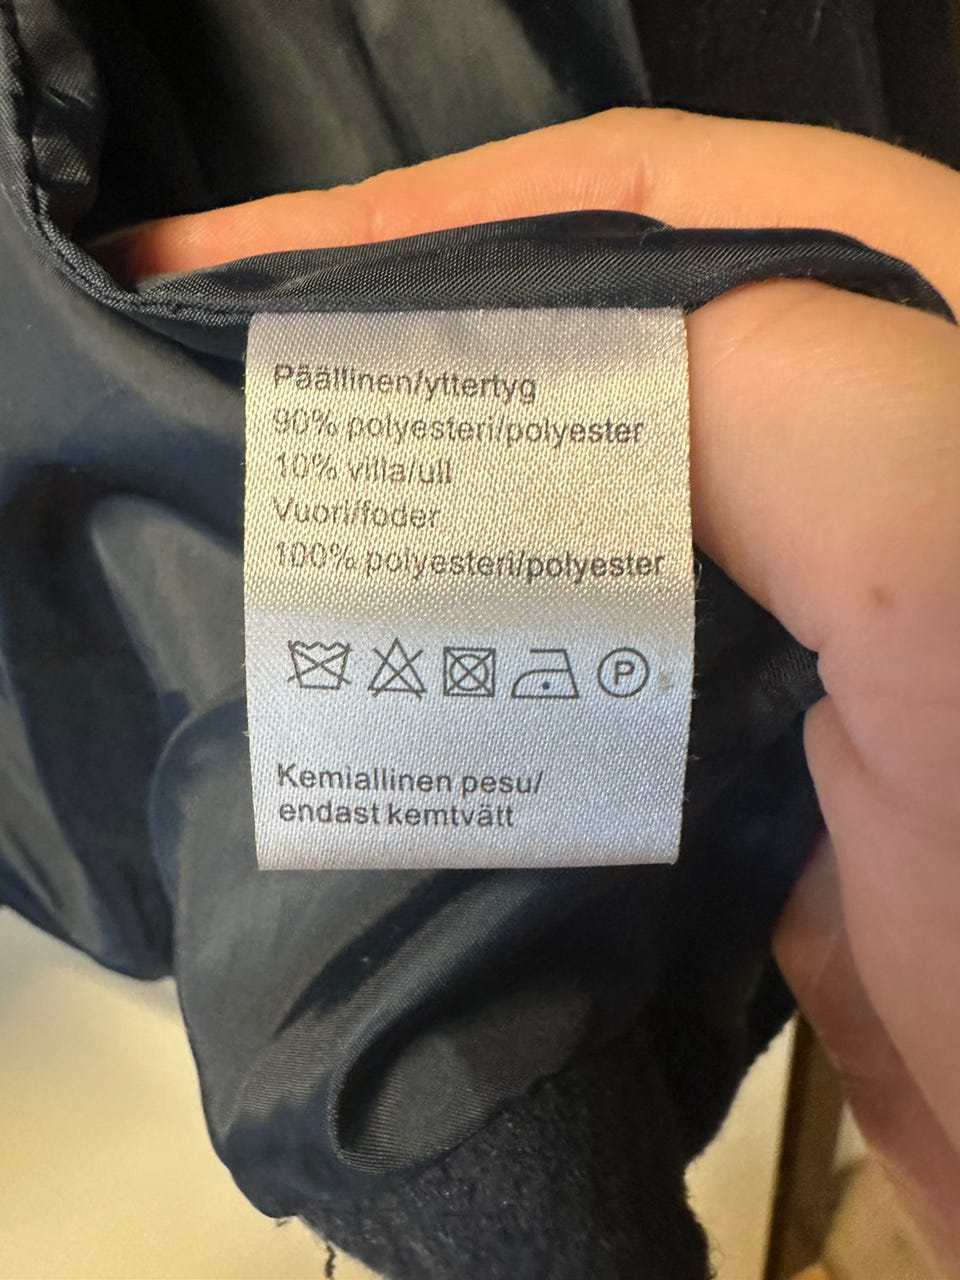 Päällinen/yttertyg
90% polyesteri/polyester
10% villa/ull
Vuori/foder
100% polyesteri/polyester
P
Kemiallinen pesu/
endast kemtvätt